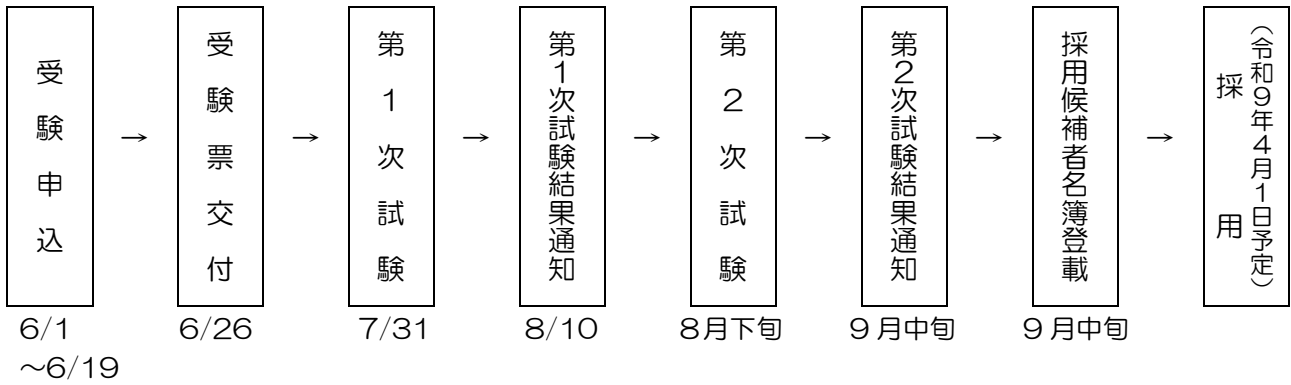 受験申込
→
受験票交付
→
第1次試験
→
第1次試験結果通知
→
第2次試験
→
第2次試験結果通知
→
採用候補者名簿登載
→
採用
（令和9年4月1日予定）
6/1
～6/19
6/26
7/31
8/10
8月下旬
9月中旬
9月中旬